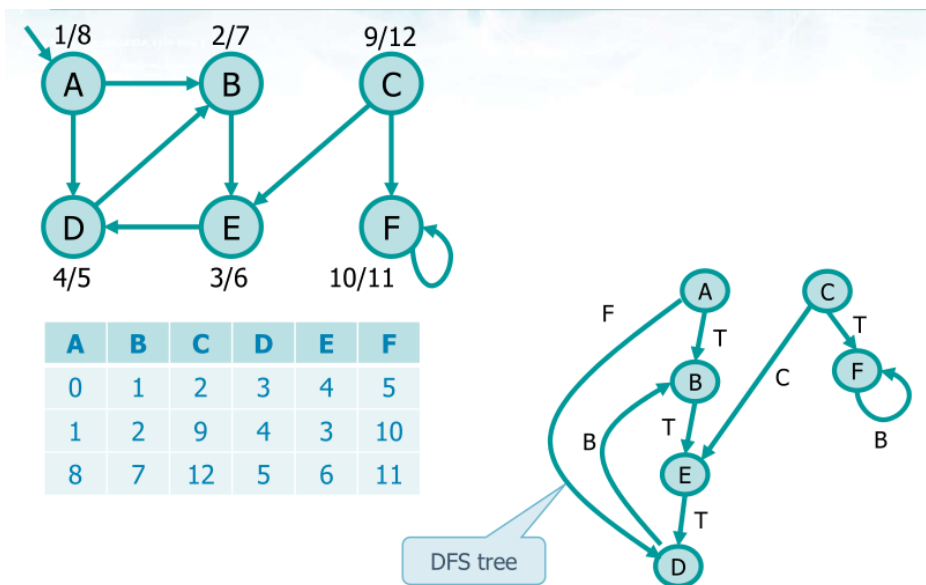 1/8 2/7 9/12
A B C
D E F
4/5 3/6 10/11
A B C D E F
0 1 2 3 4 5
1 2 9 4 3 10
8 7 12 5 6 11
A C
F T T
B F
C
B T B
E
T
D
DFS tree